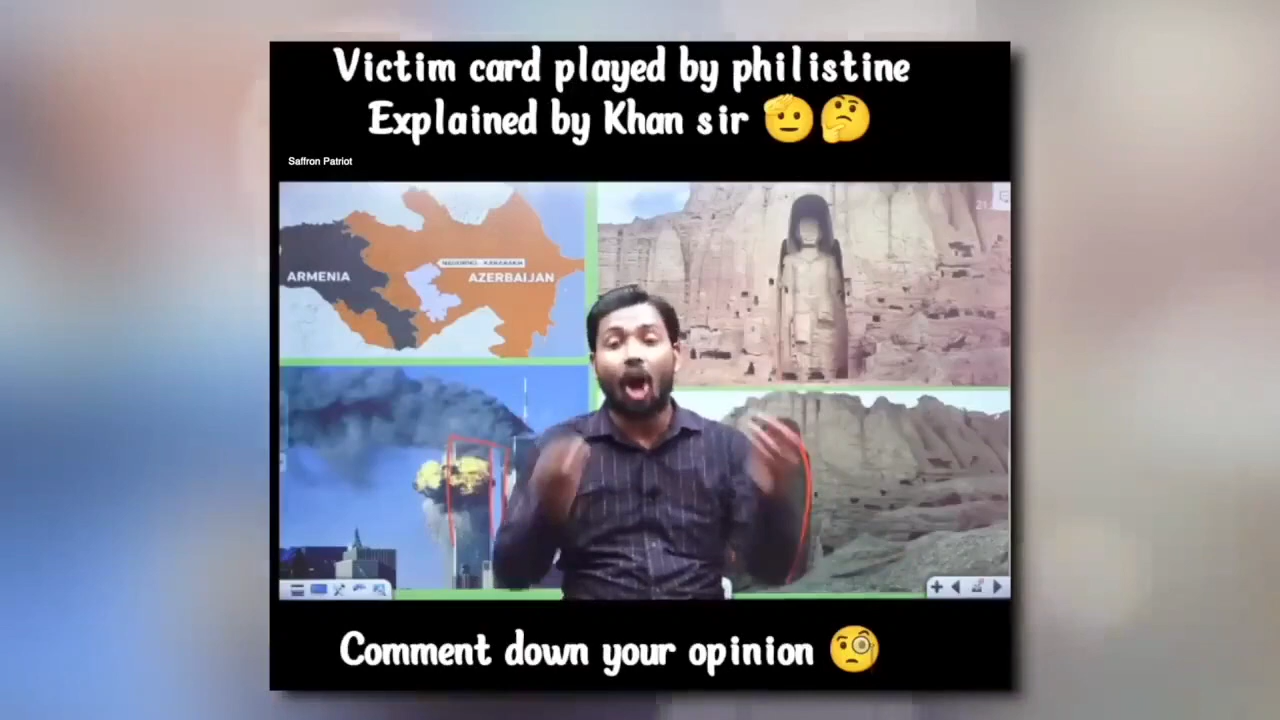 Victim card played by philistine
Explained by Khan sir 🫡🤔
Saffron Patriot
ARMENIA
AZERBAIJAN
Comment down your opinion 🧐